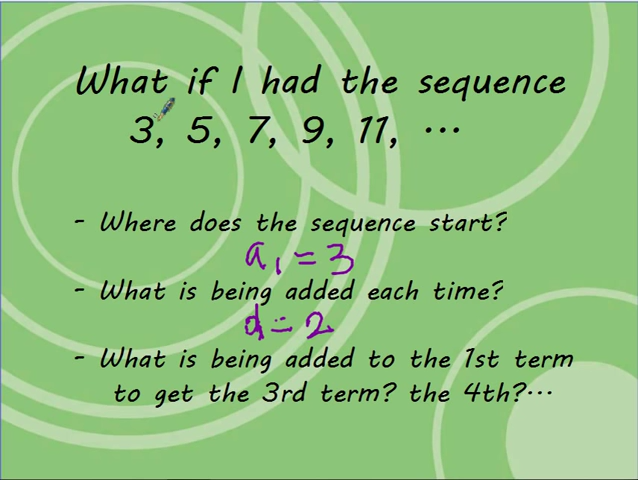 What if I had the sequence
3, 5, 7, 9, 11, ...
- Where does the sequence start?
a₁ = 3
- What is being added each time?
d = 2
- What is being added to the 1st term
to get the 3rd term? the 4th?...